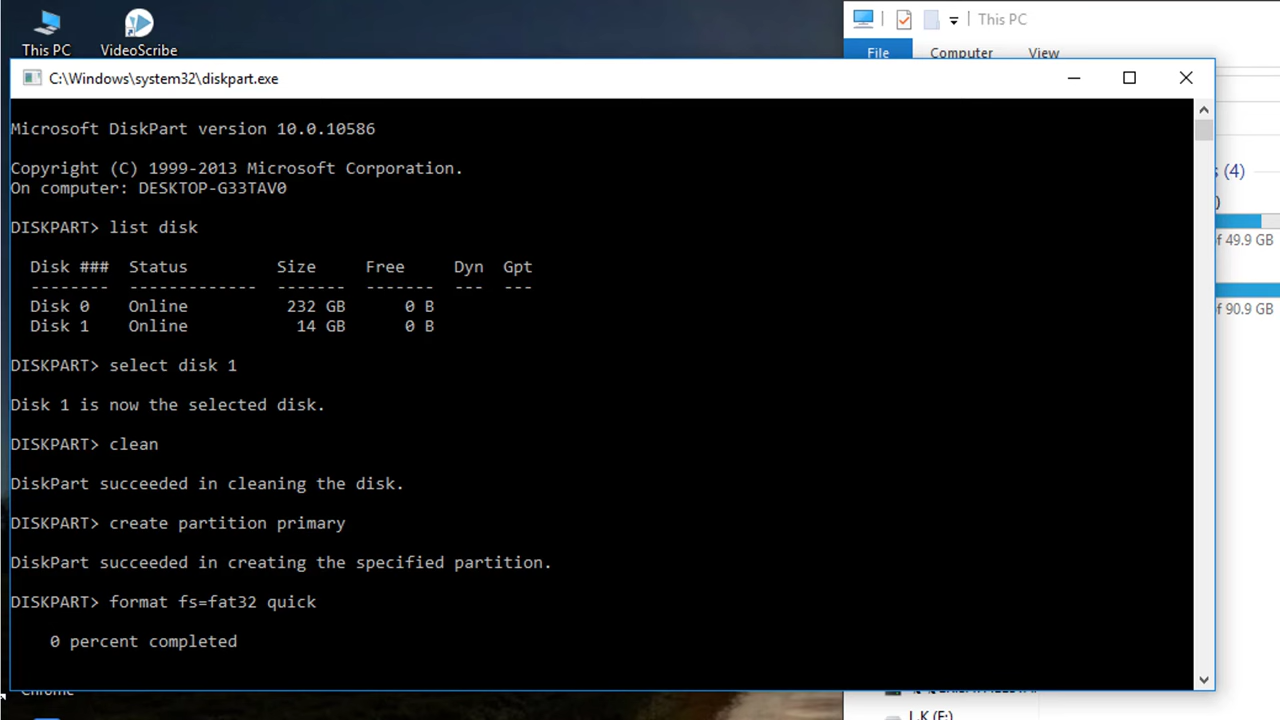 This PC
VideoScribe
This PC
File
Computer
View
C:\Windows\system32\diskpart.exe
Microsoft DiskPart version 10.0.10586
Copyright (C) 1999-2013 Microsoft Corporation.
On computer: DESKTOP-G33TAV0
DISKPART> list disk
Disk ### Status Size Free Dyn Gpt
-------- ------------- ------- ------- --- ---
Disk 0 Online 232 GB 0 B
Disk 1 Online 14 GB 0 B
DISKPART> select disk 1
Disk 1 is now the selected disk.
DISKPART> clean
DiskPart succeeded in cleaning the disk.
DISKPART> create partition primary
DiskPart succeeded in creating the specified partition.
DISKPART> format fs=fat32 quick
0 percent completed
s (4)
)
f 49.9 GB
of 90.9 GB
Chrome
L K (F:)